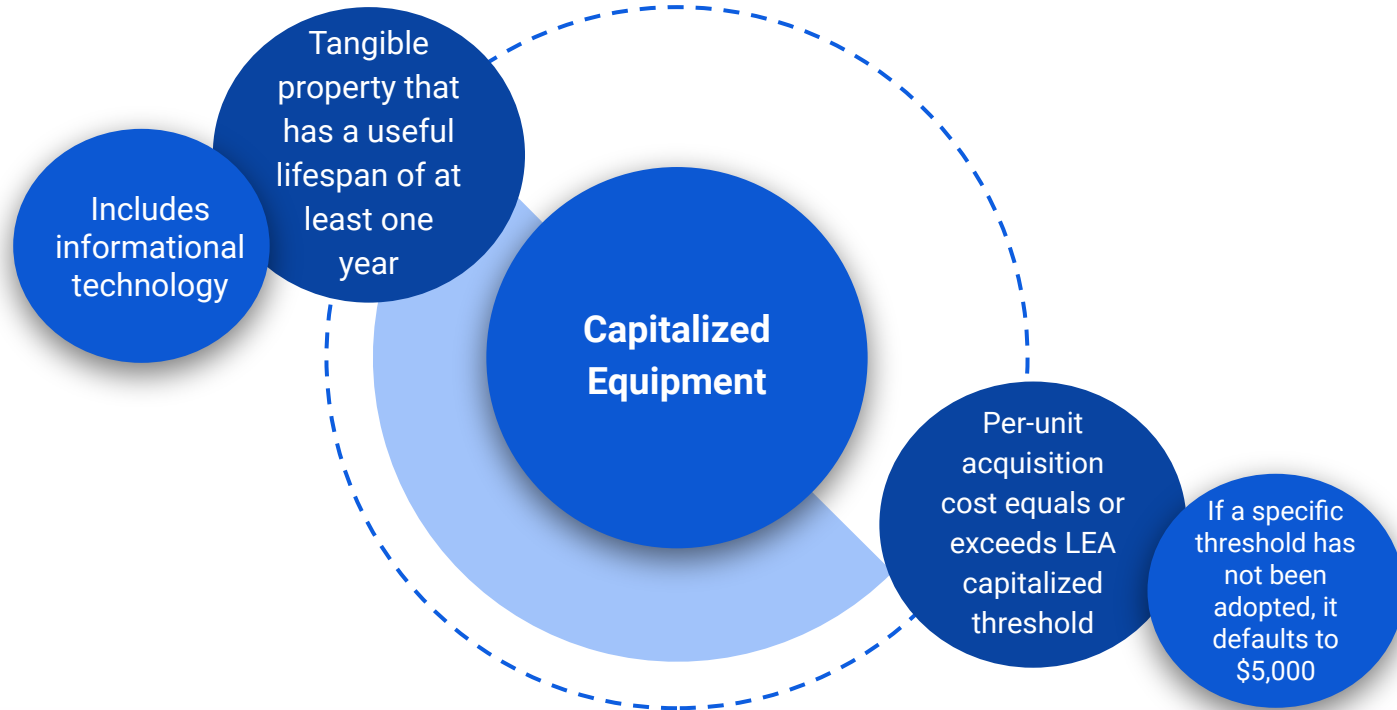 Tangible
property that
has a useful
lifespan of at
least one
year
Includes
informational
technology
Capitalized
Equipment
Per-unit
acquisition
cost equals or
exceeds LEA
capitalized
threshold
If a specific
threshold has
not been
adopted, it
defaults to
$5,000